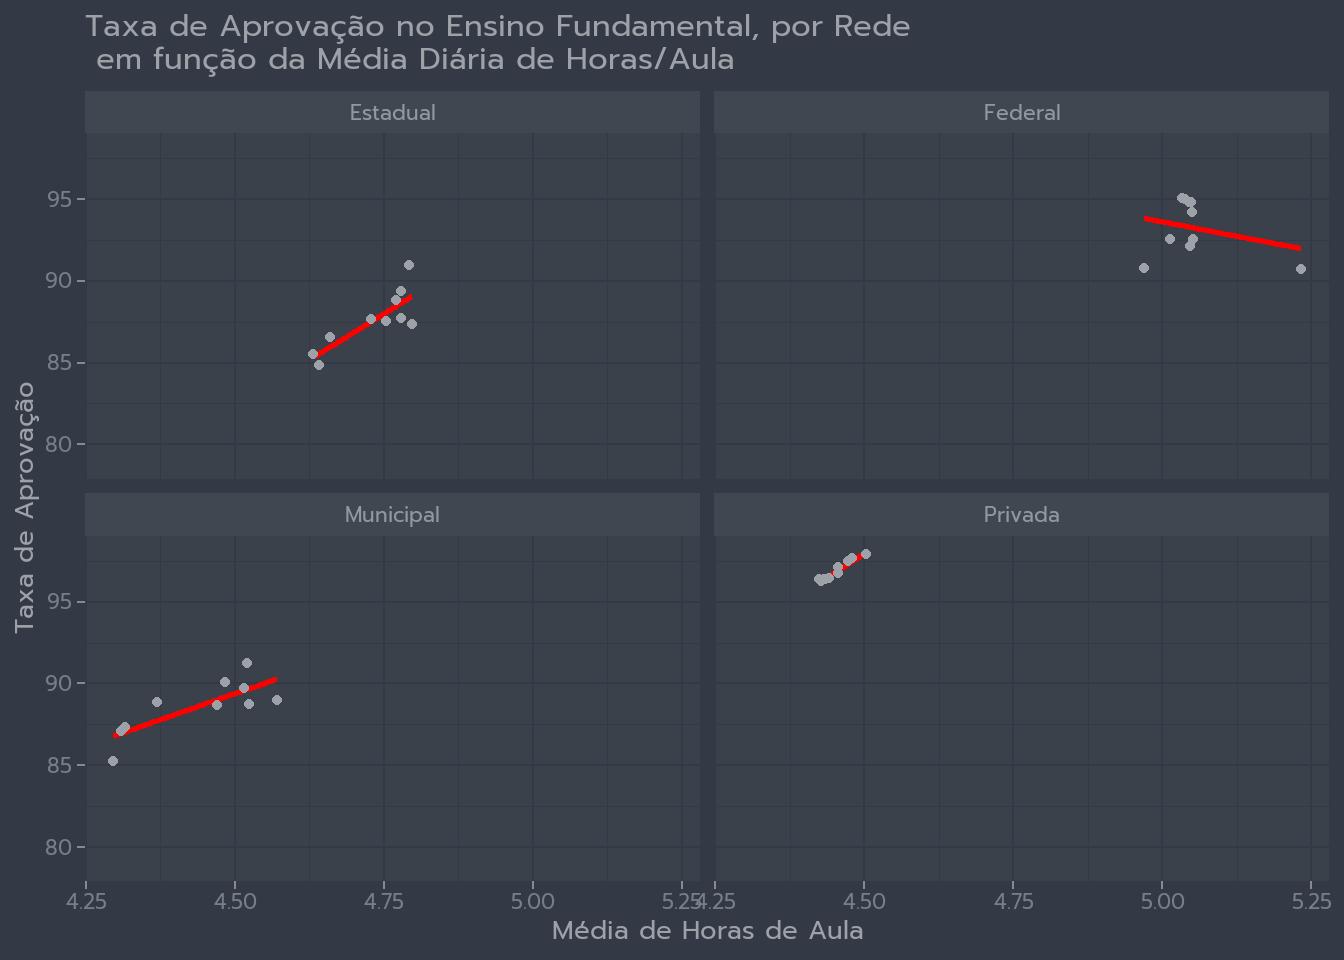 Taxa de Aprovação no Ensino Fundamental, por Rede
em função da Média Diária de Horas/Aula
Estadual
Federal
95
90
85
80
Municipal
Privada
95
90
85
80
4.25 4.50 4.75 5.00 5.25 4.25 4.50 4.75 5.00 5.25
Média de Horas de Aula
Taxa de Aprovação